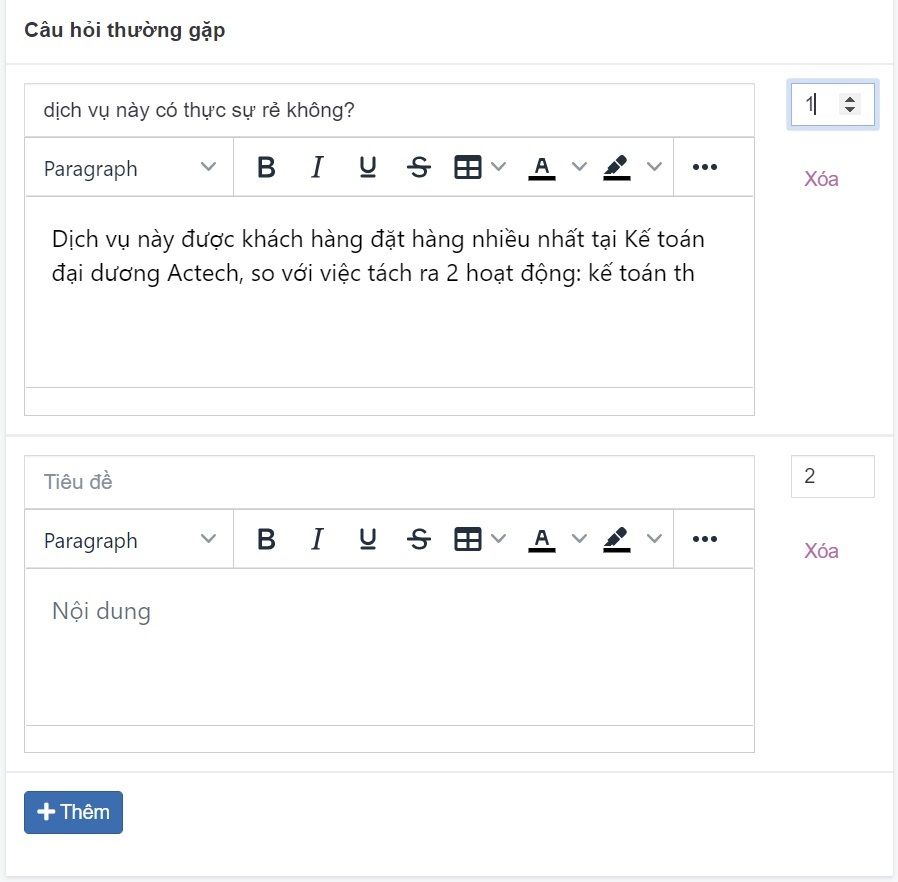 Câu hỏi thường gặp
dịch vụ này có thực sự rẻ không?
1
Paragraph B I U S A •••
Xóa
Dịch vụ này được khách hàng đặt hàng nhiều nhất tại Kế toán
đại dương Actech, so với việc tách ra 2 hoạt động: kế toán th
Tiêu đề
2
Paragraph B I U S A •••
Xóa
Nội dung
+ Thêm